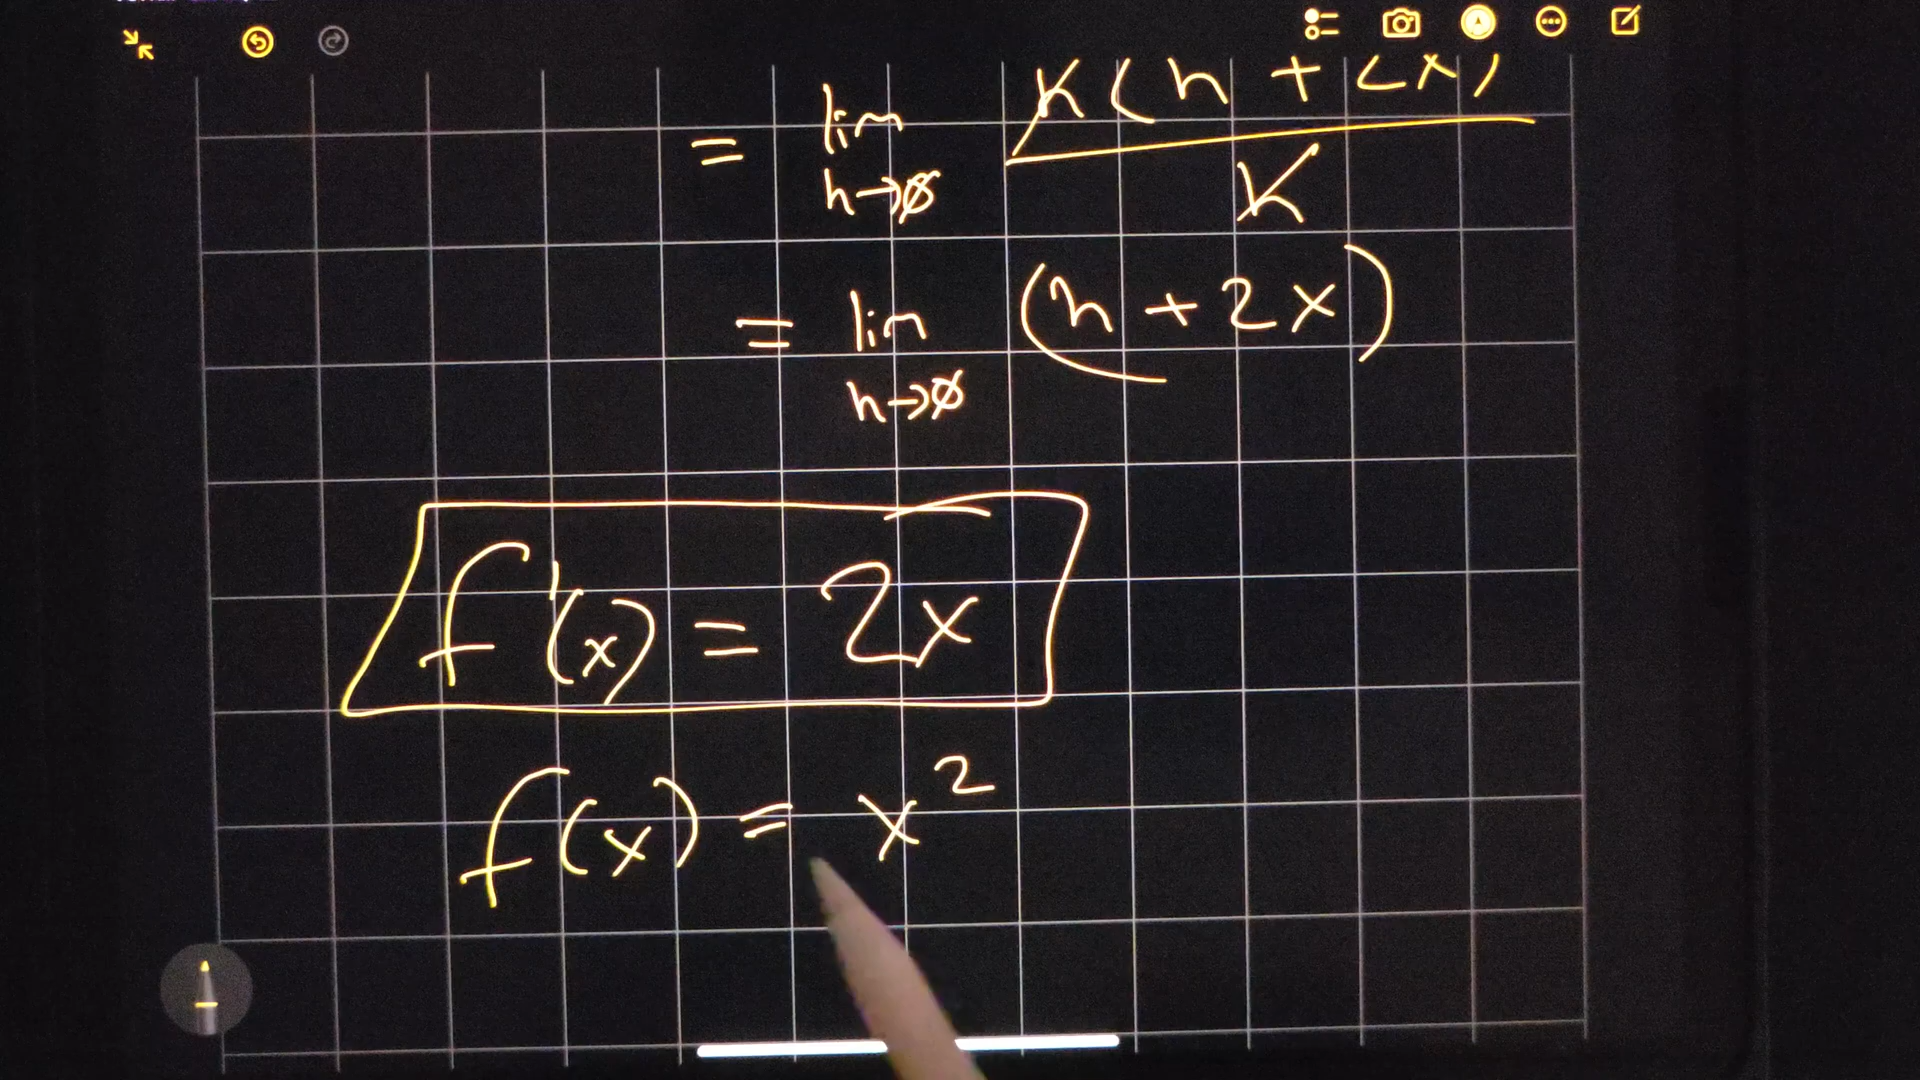 = lim h→0 h(h + 2x) / h
= lim h→0 (h + 2x)
f'(x) = 2x
f(x) = x²